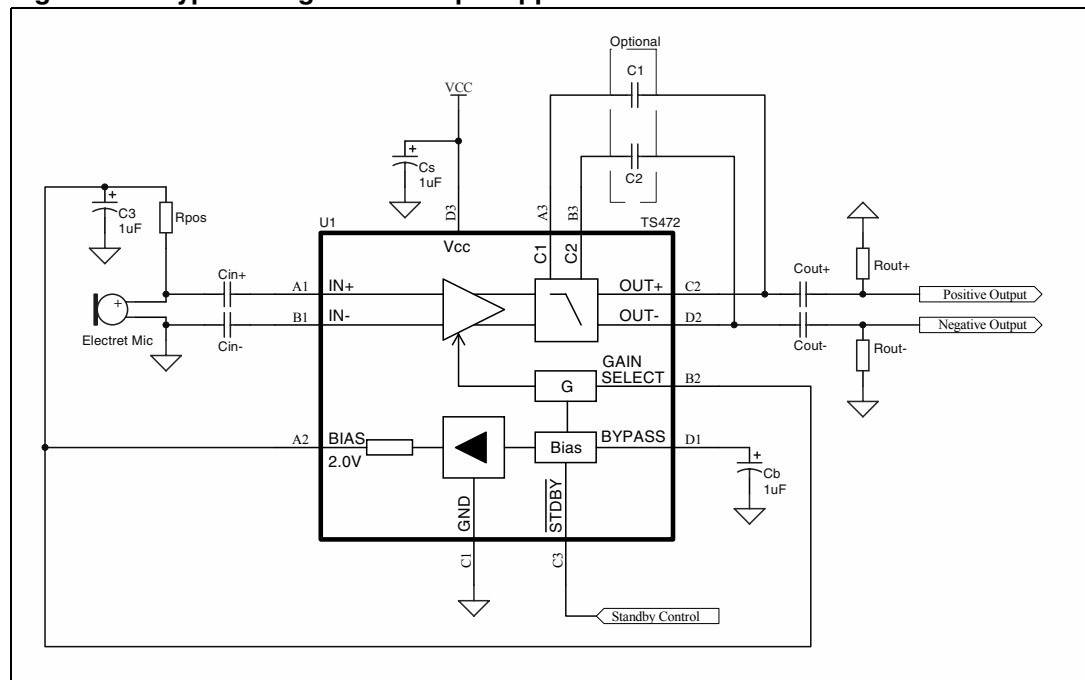 Optional
C1
VCC
+
Cs
1uF
C2
+
C3
1uF
Rpos
D3
A3
B3
U1
TS472
Vcc
C1
C2
Cin+
A1
IN+
OUT+
C2
Cout+
Rout+
Positive Output
+
B1
IN-
OUT-
D2
Negative Output
Electret Mic
Cin-
Cout-
Rout-
GAIN
SELECT
B2
G
A2
BIAS
2.0V
Bias
BYPASS
D1
+
Cb
1uF
GND
STDBY
C1
C3
Standby Control